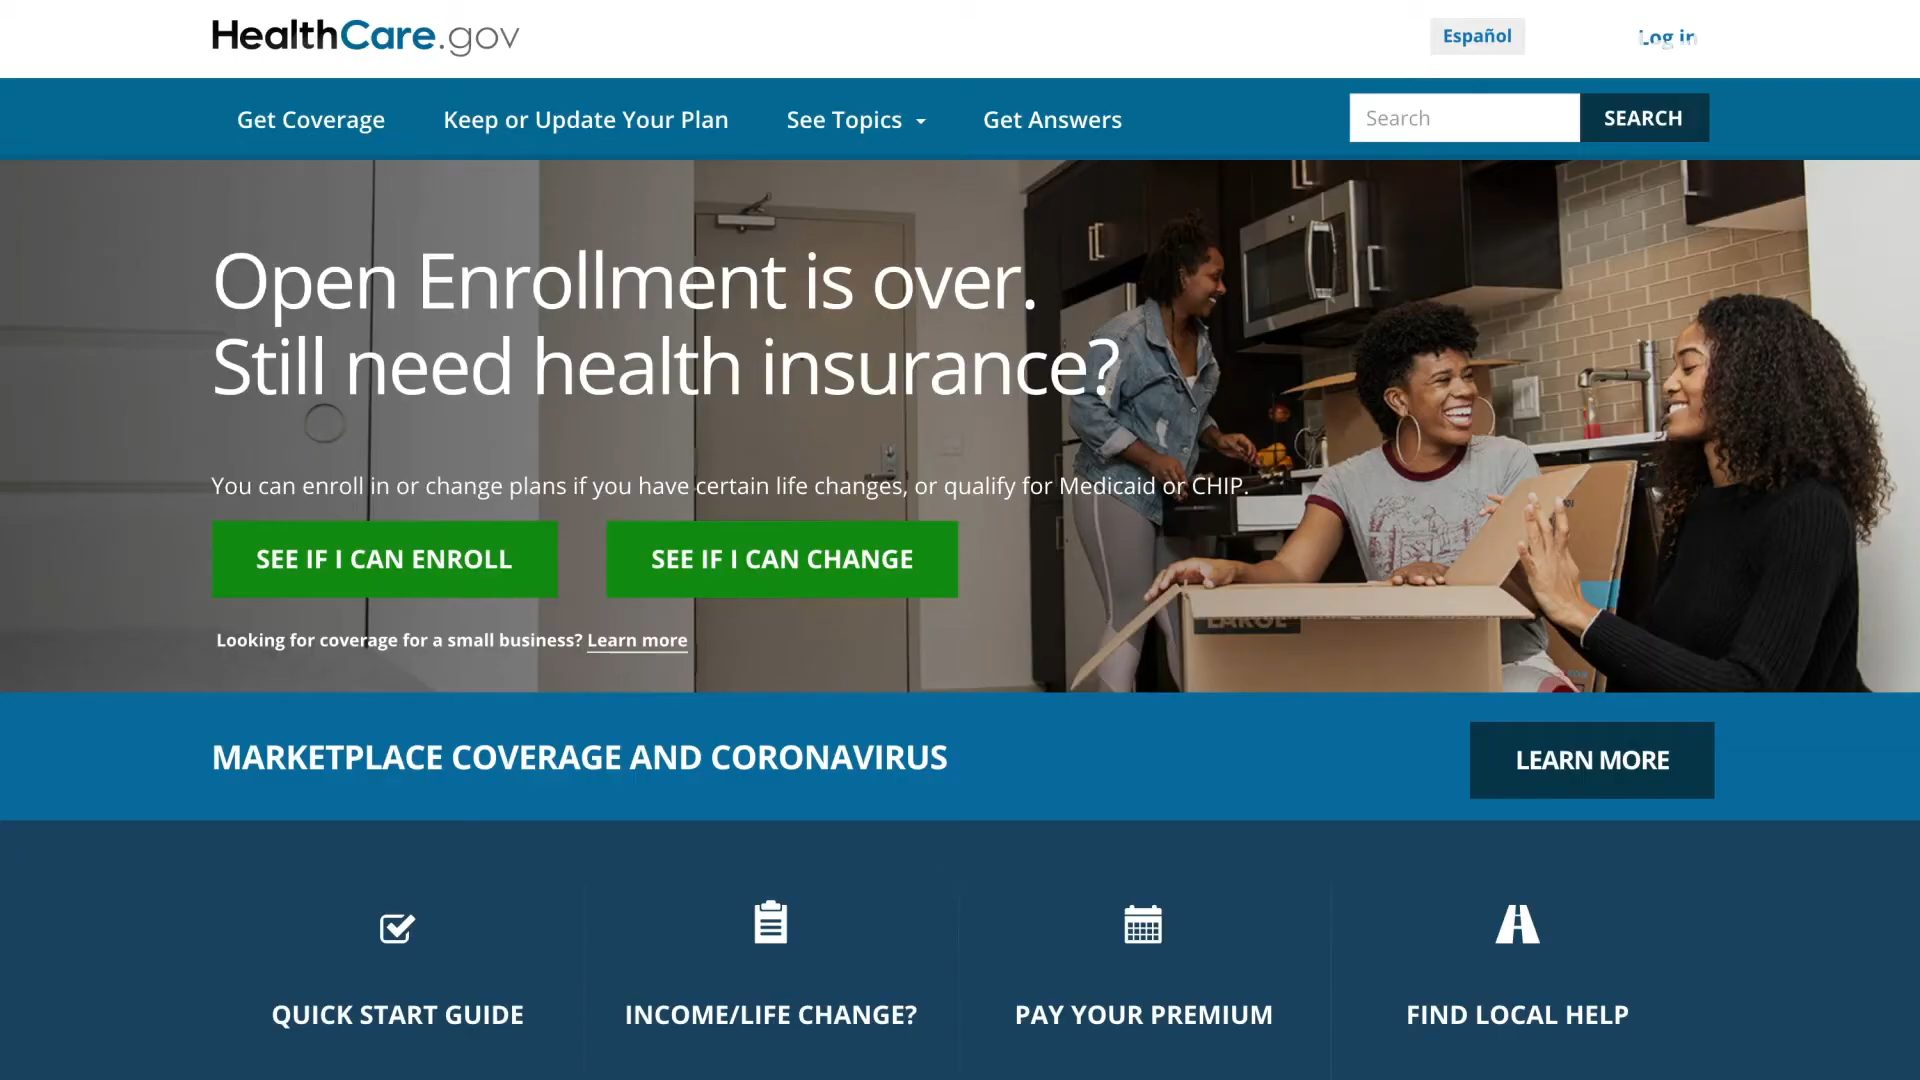 HealthCare.gov
Español
Log in
Get Coverage
Keep or Update Your Plan
See Topics
Get Answers
Search
SEARCH
Open Enrollment is over.
Still need health insurance?
You can enroll in or change plans if you have certain life changes, or qualify for Medicaid or CHIP.
SEE IF I CAN ENROLL
SEE IF I CAN CHANGE
Looking for coverage for a small business? Learn more
LARGE
MARKETPLACE COVERAGE AND CORONAVIRUS
LEARN MORE
QUICK START GUIDE
INCOME/LIFE CHANGE?
PAY YOUR PREMIUM
FIND LOCAL HELP